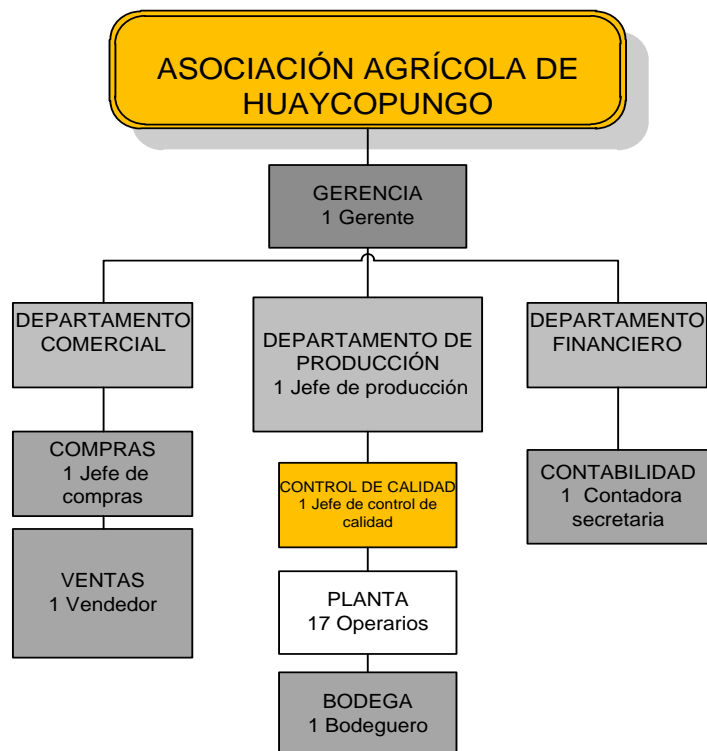 ASOCIACIÓN AGRÍCOLA DE
HUAYCOPUNGO
GERENCIA
1 Gerente
DEPARTAMENTO
COMERCIAL
COMPRAS
1 Jefe de
compras
VENTAS
1 Vendedor
DEPARTAMENTO DE
PRODUCCIÓN
1 Jefe de producción
CONTROL DE CALIDAD
1 Jefe de control de
calidad
PLANTA
17 Operarios
BODEGA
1 Bodeguero
DEPARTAMENTO
FINANCIERO
CONTABILIDAD
1 Contadora
secretaria